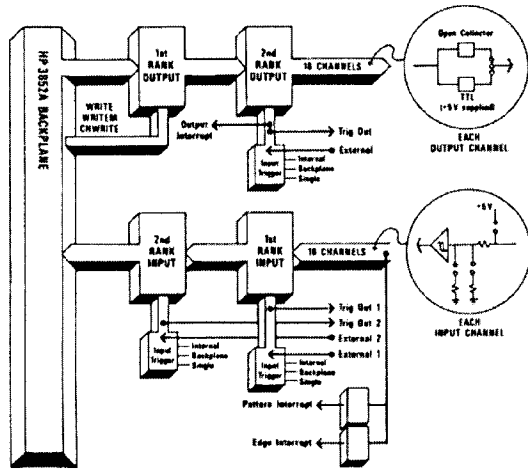 HP 3852A BACKPLANE
1st
RANK
OUTPUT
2nd
RANK
OUTPUT
16 CHANNELS
Open Collector
TTL
(+5V supplied)
EACH
OUTPUT CHANNEL
WRITE
WRITEM
CHWRITE
Output
Interrupt
Trig Out
External
Input
Trigger
Internal
Backplane
Single
2nd
RANK
INPUT
1st
RANK
INPUT
16 CHANNELS
+5V
EACH
INPUT CHANNEL
Trig Out 1
Trig Out 2
External 2
External 1
Input
Trigger
Internal
Backplane
Single
Input
Trigger
Internal
Backplane
Single
Pattern Interrupt
Edge Interrupt